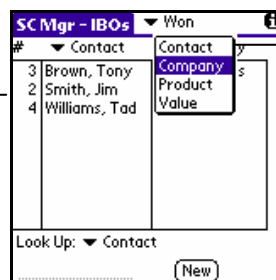 SC Mgr - IBOs ▼ Won i
# ▼ Contact y
Contact
Company
Product
Value
3 Brown, Tony s
2 Smith, Jim
4 Williams, Tad
Look Up: ▼ Contact
New